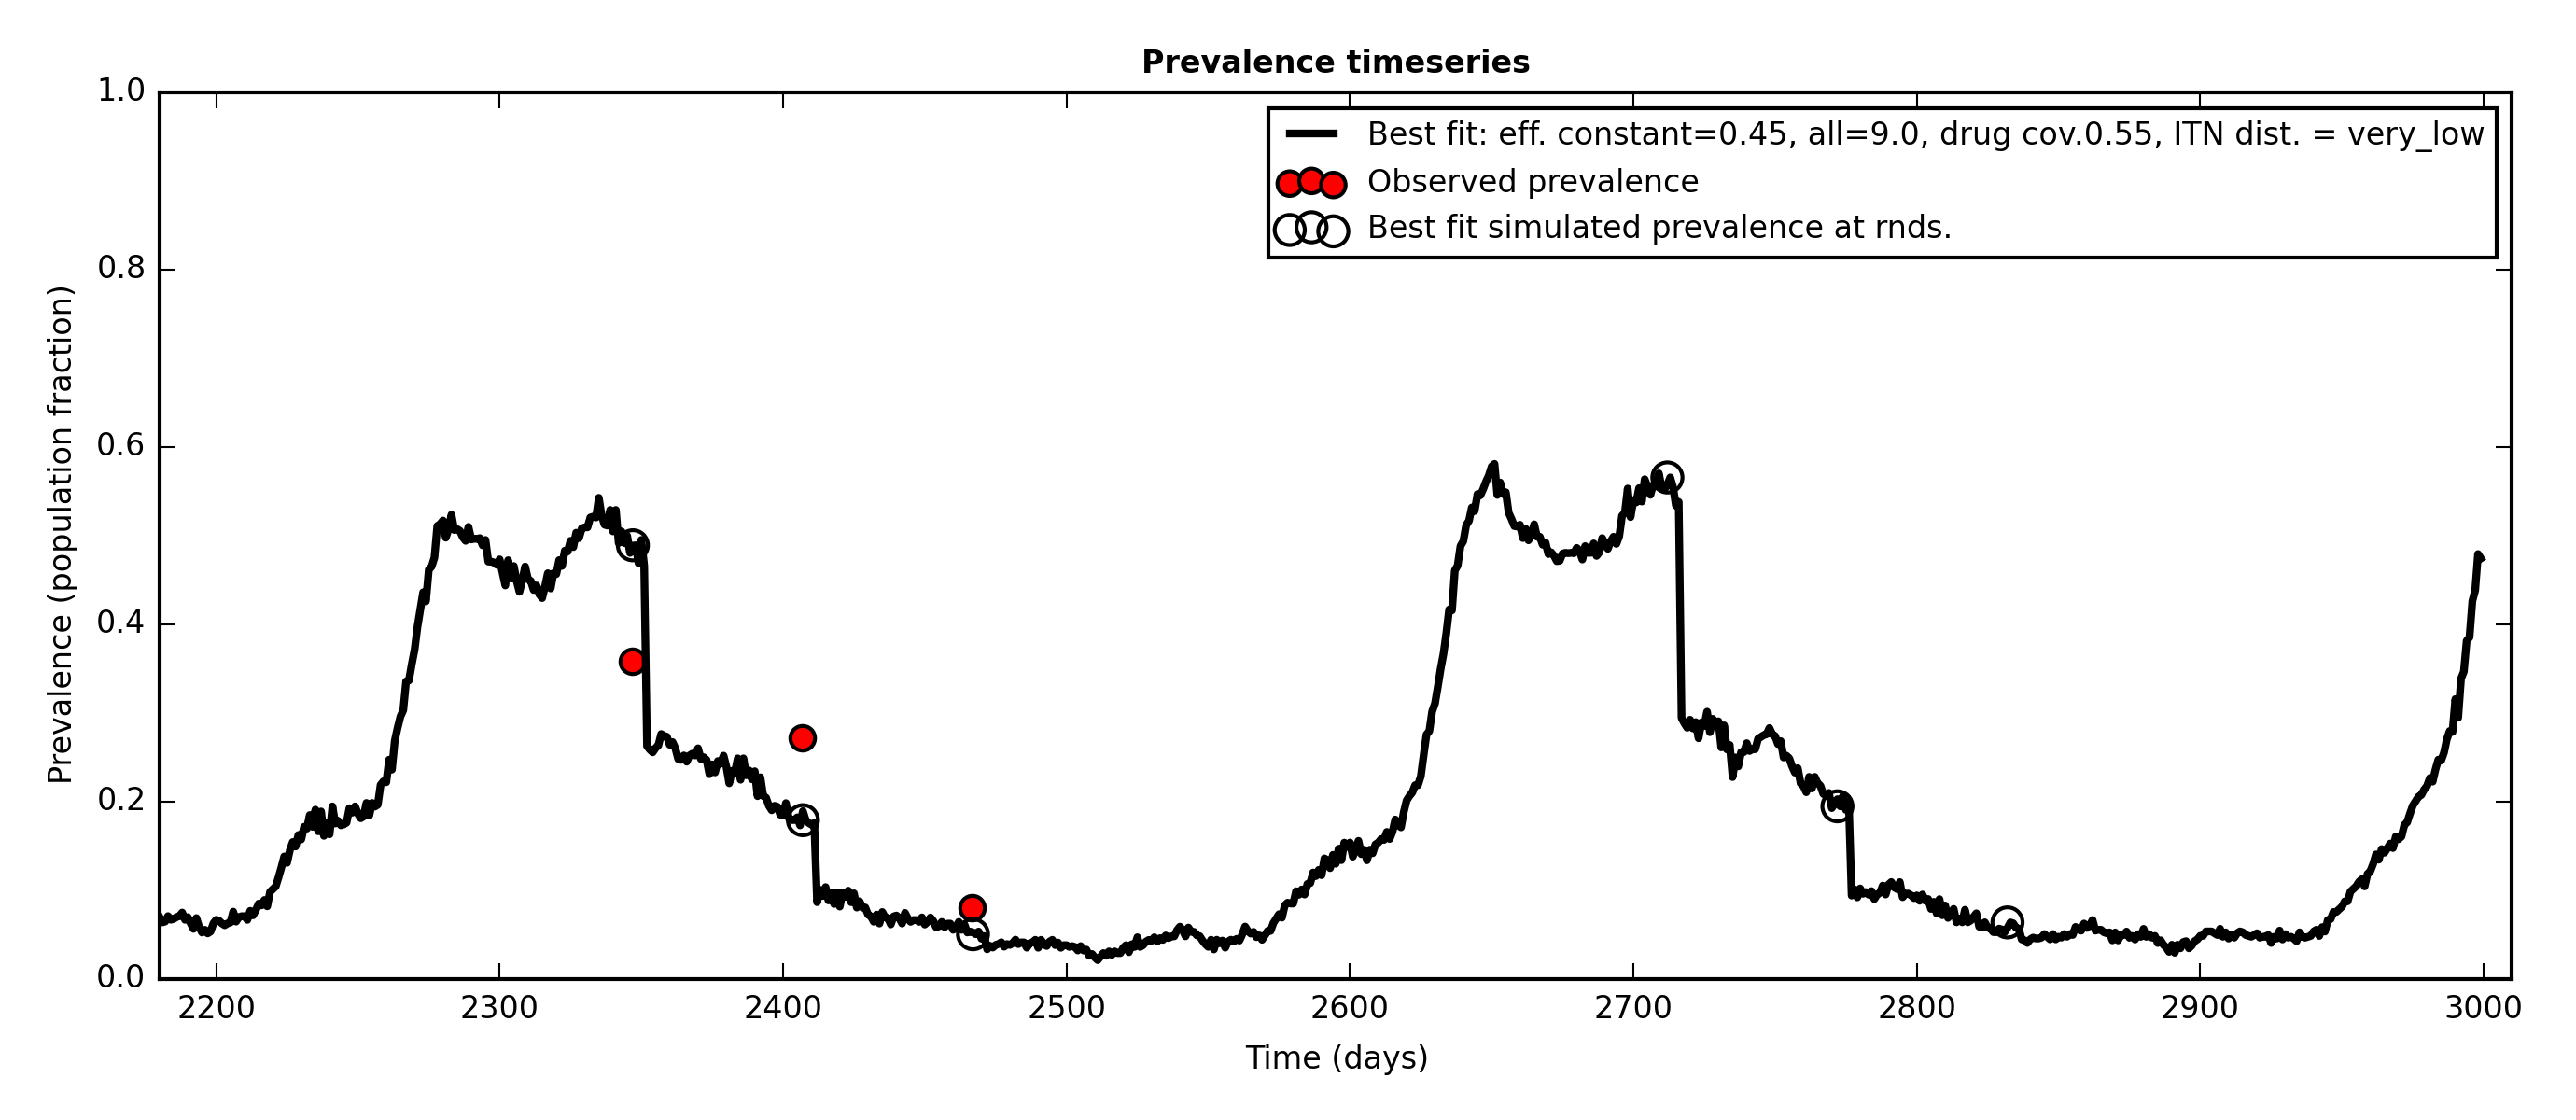 Prevalence timeseries
1.0
0.8
0.6
0.4
0.2
0.0
Prevalence (population fraction)
Best fit: eff. constant=0.45, all=9.0, drug cov.0.55, ITN dist. = very_low
Observed prevalence
Best fit simulated prevalence at rnds.
2200 2300 2400 2500 2600 2700 2800 2900 3000
Time (days)